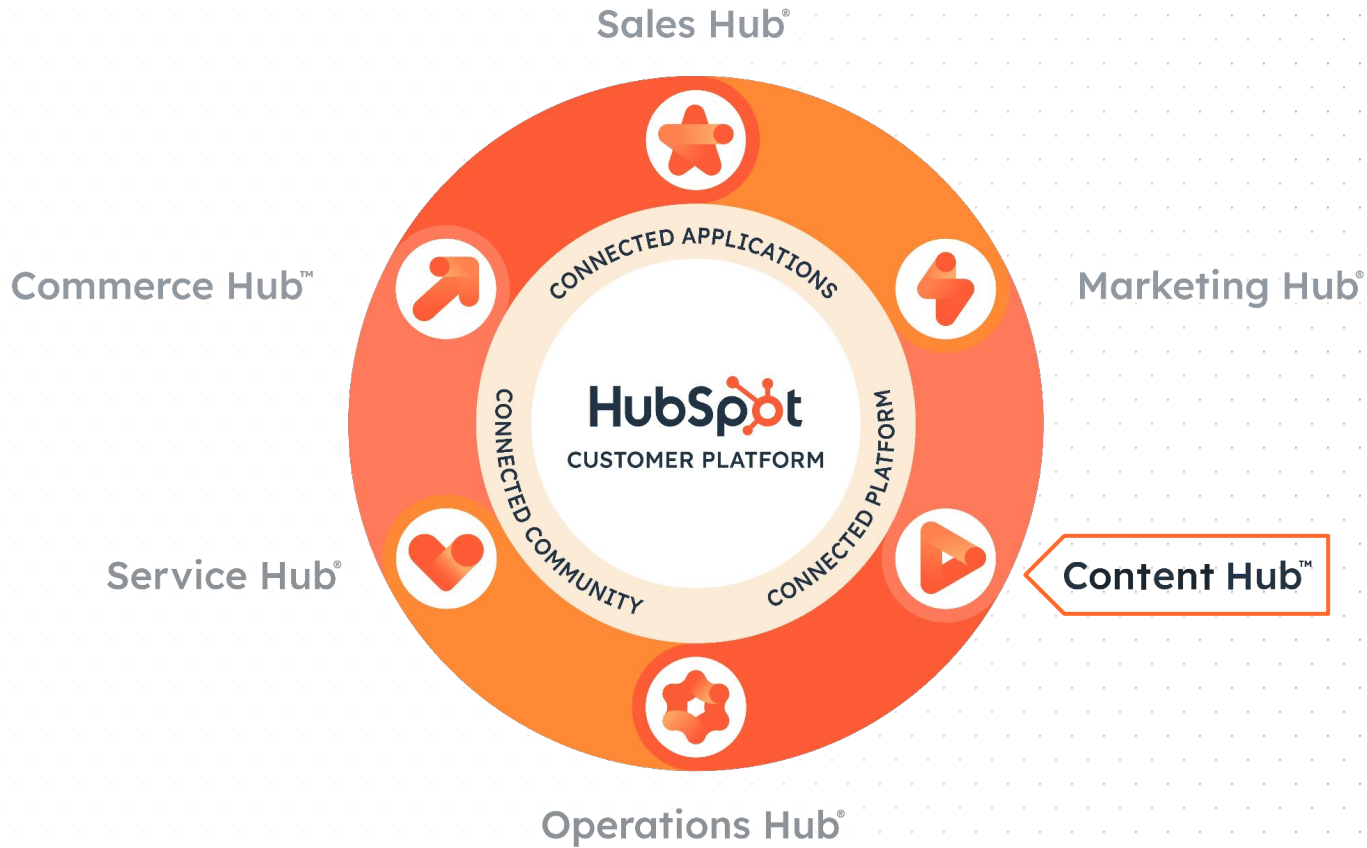 Sales Hub®
CONNECTED APPLICATIONS
Commerce Hub™
Marketing Hub®
HubSpot
CUSTOMER PLATFORM
CONNECTED COMMUNITY
CONNECTED PLATFORM
Service Hub®
Content Hub™
Operations Hub®